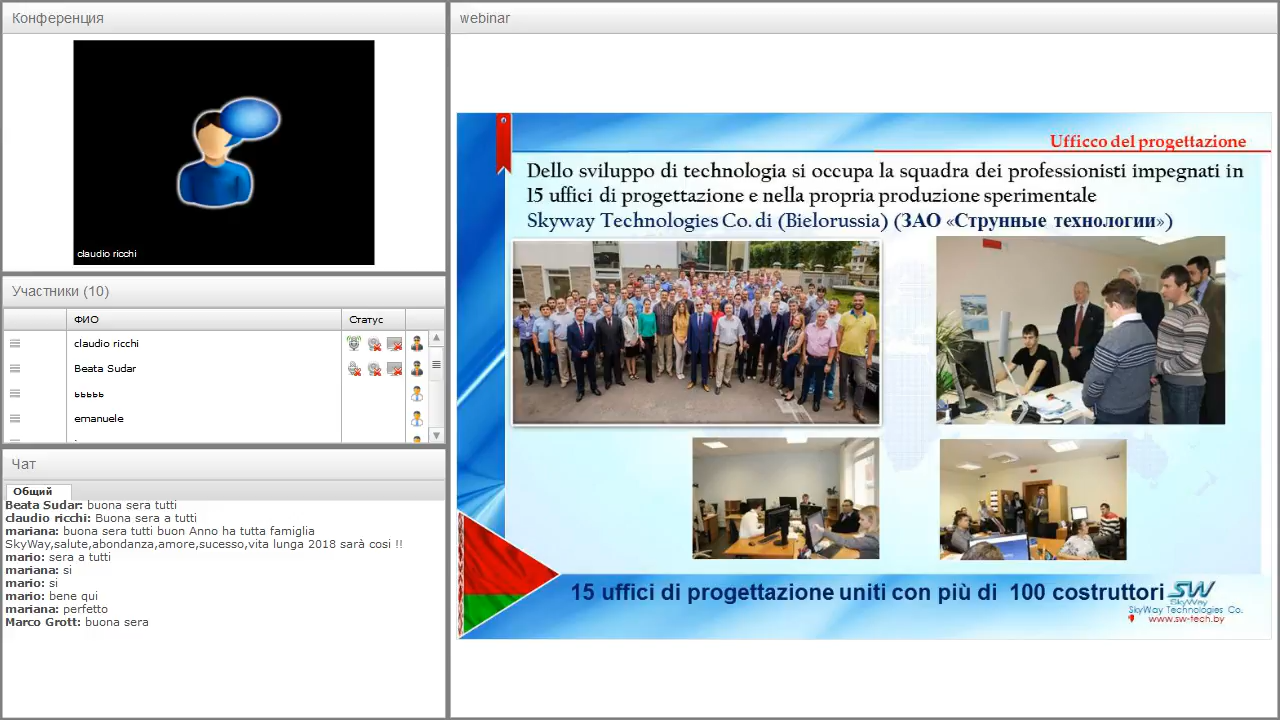 Конференция
claudio ricchi
Участники (10)
ФИО
Статус
claudio ricchi
Beata Sudar
ььььь
emanuele
Чат
Общий
Beata Sudar: buona sera tutti
claudio ricchi: Buona sera a tutti
mariana: buona sera tutti buon Anno ha tutta famiglia
SkyWay,salute,abondanza,amore,sucesso,vita lunga 2018 sarà cosi !!
mario: sera a tutti
mariana: si
mario: si
mario: bene qui
mariana: perfetto
Marco Grott: buona sera
webinar
Ufficco del progettazione
Dello sviluppo di technologia si occupa la squadra dei professionisti impegnati in
15 uffici di progettazione e nella propria produzione sperimentale
Skyway Technologies Co. di (Bielorussia) (ЗАО «Струнные технологии»)
15 uffici di progettazione uniti con più di 100 costruttori
SW
SkyWay
SkyWay Technologies Co.
www.sw-tech.by